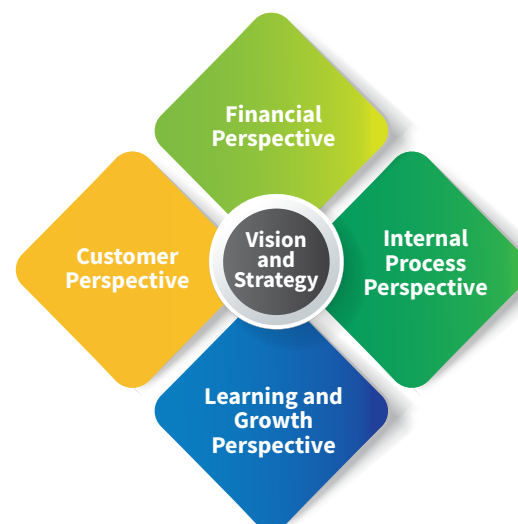 Financial
Perspective
Customer
Perspective
Vision
and
Strategy
Internal
Process
Perspective
Learning and
Growth
Perspective